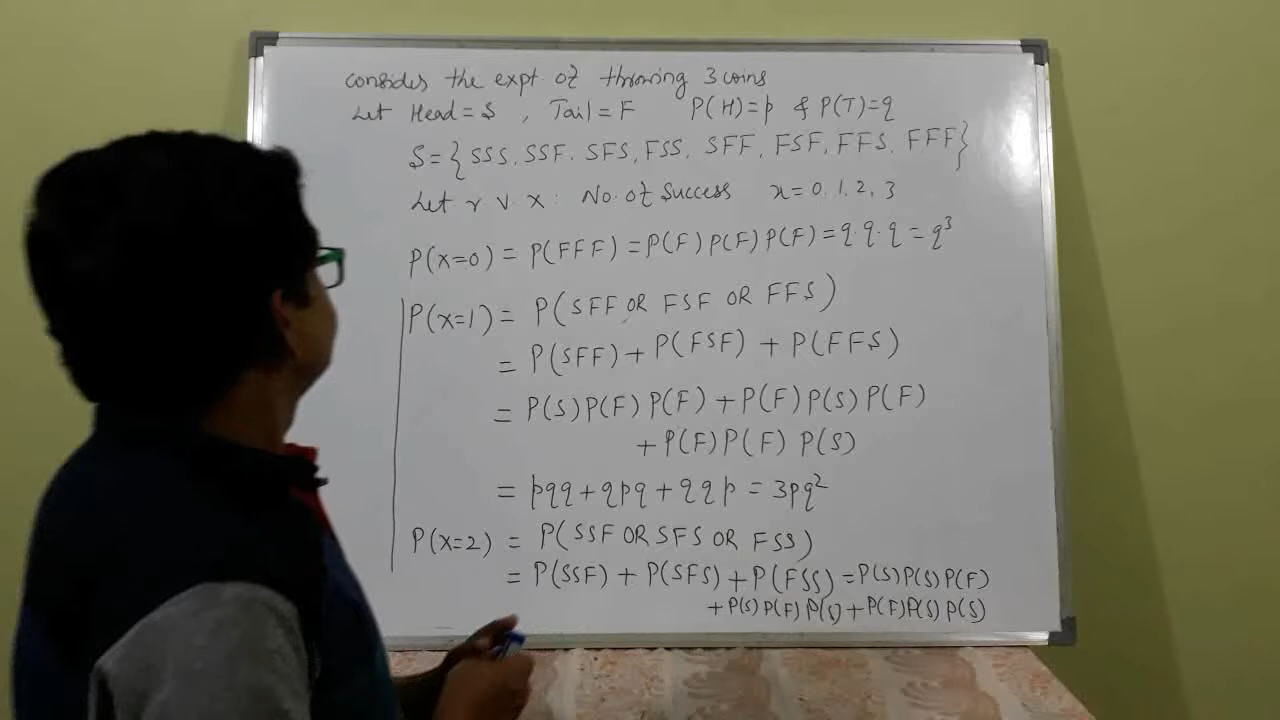 consider the expt. of throwing 3 coins
Let Head = S , Tail = F P(H)=p & P(T)=q
S={SSS, SSF, SFS, FSS, SFF, FSF, FFS, FFF}
Let r v x : No. of Success x = 0, 1, 2, 3
P(x=0) = P(FFF) = P(F) P(F) P(F) = q·q·q = q³
P(x=1) = P(SFF OR FSF OR FFS)
= P(SFF) + P(FSF) + P(FFS)
= P(S) P(F) P(F) + P(F) P(S) P(F)
+ P(F) P(F) P(S)
= pqq + qpq + qqp = 3pq²
P(x=2) = P(SSF OR SFS OR FSS)
= P(SSF) + P(SFS) + P(FSS) = P(S) P(S) P(F)
+ P(S) P(F) P(S) + P(F) P(S) P(S)